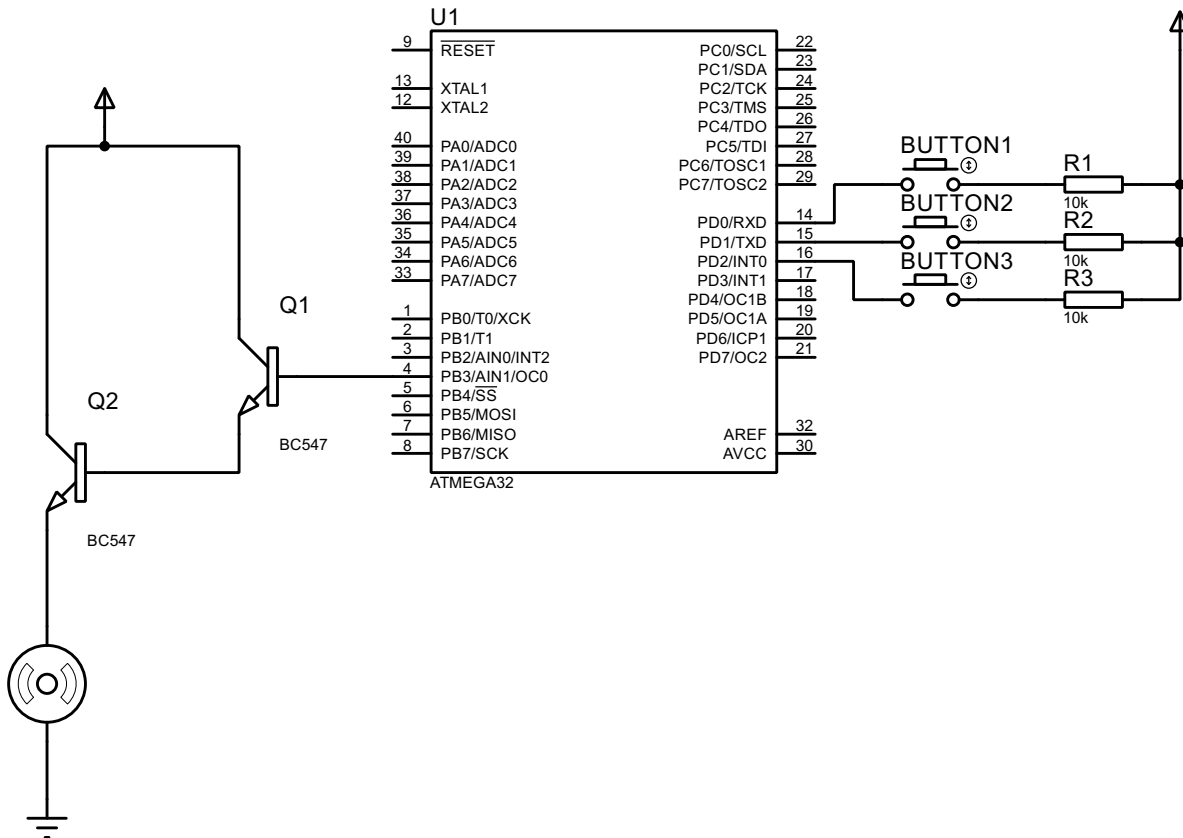 U1
9 RESET
13 XTAL1
12 XTAL2
40 PA0/ADC0
39 PA1/ADC1
38 PA2/ADC2
37 PA3/ADC3
36 PA4/ADC4
35 PA5/ADC5
34 PA6/ADC6
33 PA7/ADC7
1 PB0/T0/XCK
2 PB1/T1
3 PB2/AIN0/INT2
4 PB3/AIN1/OC0
5 PB4/SS
6 PB5/MOSI
7 PB6/MISO
8 PB7/SCK
PC0/SCL 22
PC1/SDA 23
PC2/TCK 24
PC3/TMS 25
PC4/TDO 26
PC5/TDI 27
PC6/TOSC1 28
PC7/TOSC2 29
PD0/RXD 14
PD1/TXD 15
PD2/INT0 16
PD3/INT1 17
PD4/OC1B 18
PD5/OC1A 19
PD6/ICP1 20
PD7/OC2 21
AREF 32
AVCC 30
ATMEGA32
BUTTON1
R1
10k
BUTTON2
R2
10k
BUTTON3
R3
10k
Q1
BC547
Q2
BC547